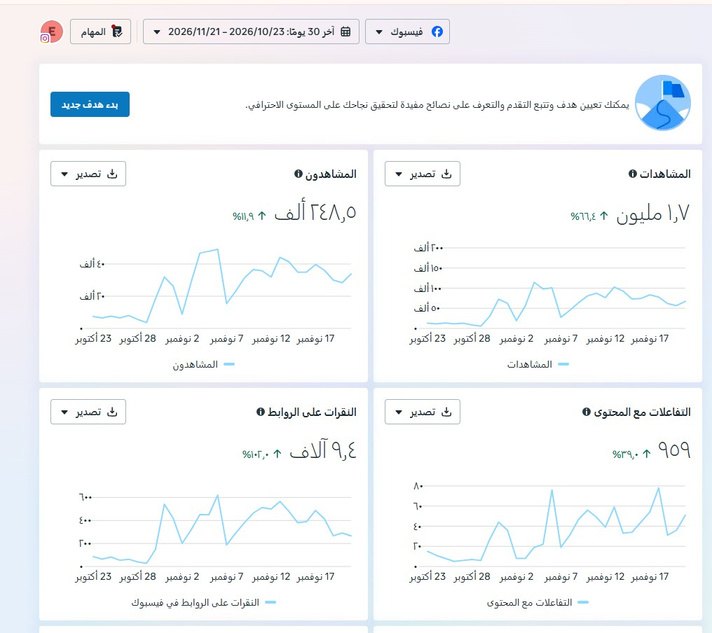 فيسبوك
آخر 30 يومًا: 2026/10/23 – 2026/11/21
المهام
E
يمكنك تعيين هدف وتتبع التقدم والتعرف على نصائح مفيدة لتحقيق نجاحك على المستوى الاحترافي.
بدء هدف جديد
المشاهدات
تصدير
١,٧ مليون
↑ ٦٦,٤%
٢٠٠ ألف
١٥٠ ألف
١٠٠ ألف
٥٠ ألف
٠
23 أكتوبر 28 أكتوبر 2 نوفمبر 7 نوفمبر 12 نوفمبر 17 نوفمبر
المشاهدات
المشاهدون
تصدير
٢٤٨,٥ ألف
↑ ١١,٩%
٤٠ ألف
٢٠ ألف
٠
23 أكتوبر 28 أكتوبر 2 نوفمبر 7 نوفمبر 12 نوفمبر 17 نوفمبر
المشاهدون
التفاعلات مع المحتوى
تصدير
٩٥٩
↑ ٣٩,٠%
٨٠
٦٠
٤٠
٢٠
٠
23 أكتوبر 28 أكتوبر 2 نوفمبر 7 نوفمبر 12 نوفمبر 17 نوفمبر
التفاعلات مع المحتوى
النقرات على الروابط
تصدير
٩,٤ آلاف
↑ ١٠٢,٠%
٦٠٠
٤٠٠
٢٠٠
٠
23 أكتوبر 28 أكتوبر 2 نوفمبر 7 نوفمبر 12 نوفمبر 17 نوفمبر
النقرات على الروابط في فيسبوك